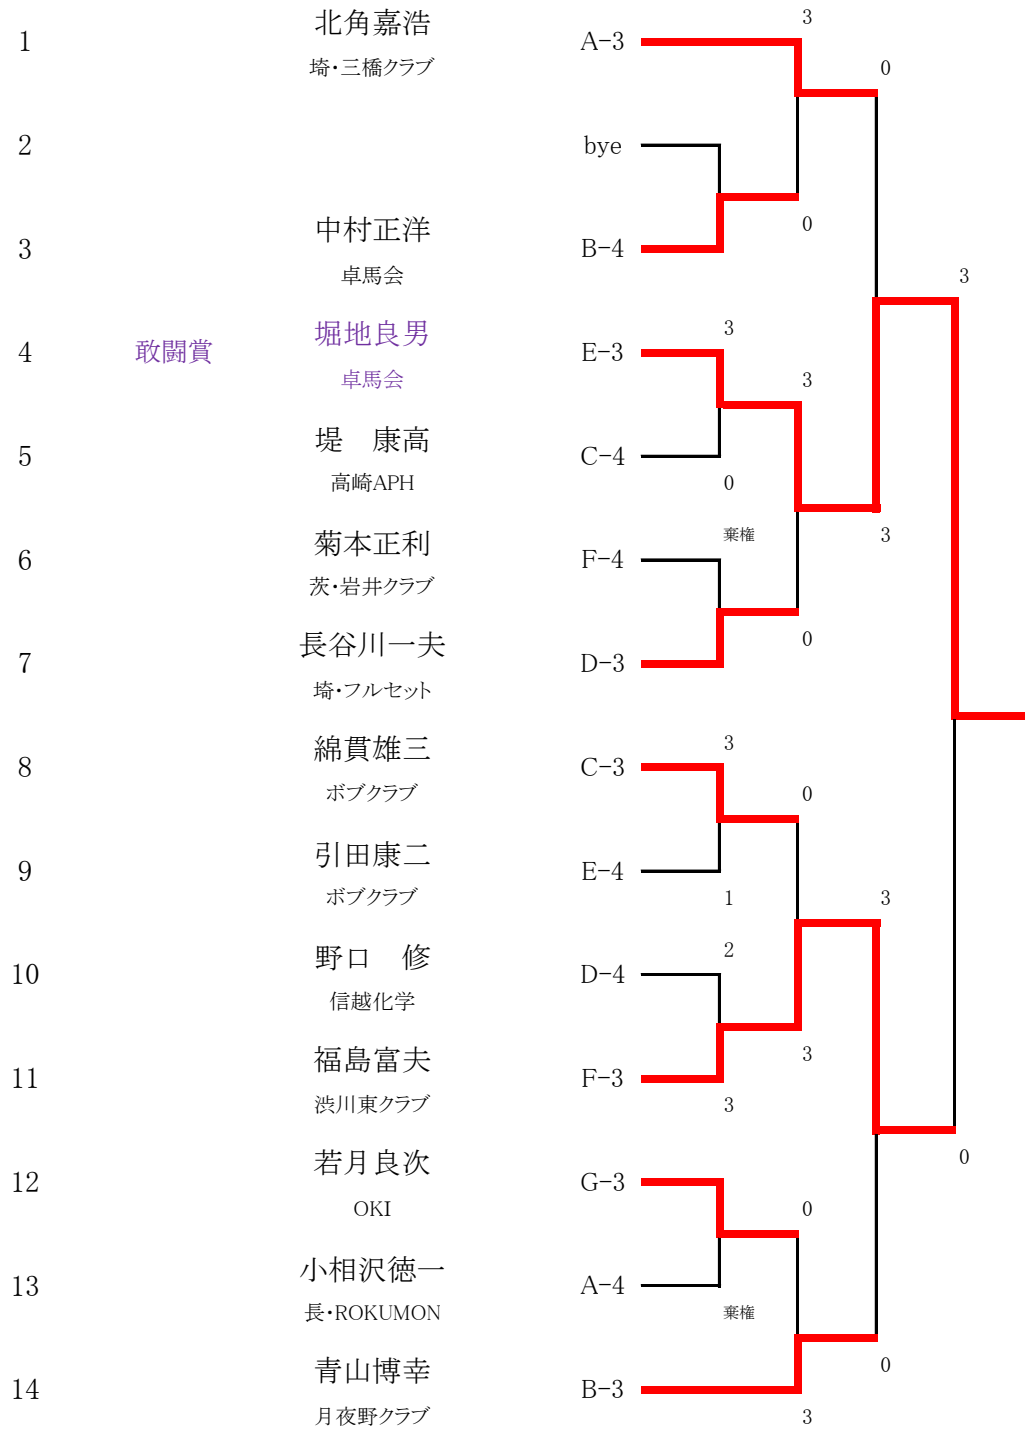 3
1 北角嘉浩 A-3
埼・三橋クラブ 0
2 bye
0
3 中村正洋 B-4
卓馬会 3
3
4 敢闘賞 堀地良男 E-3
卓馬会 3
5 堤　康高 C-4
高崎APH 0
棄権 3
6 菊本正利 F-4
茨・岩井クラブ
0
7 長谷川一夫 D-3
埼・フルセット
3
8 綿貫雄三 C-3
ボブクラブ 0
9 引田康二 E-4
ボブクラブ 1 3
2
10 野口　修 D-4
信越化学
3
11 福島富夫 F-3
渋川東クラブ 3
0
12 若月良次 G-3
OKI 0
13 小相沢徳一 A-4
長・ROKUMON 棄権
0
14 青山博幸 B-3
月夜野クラブ 3